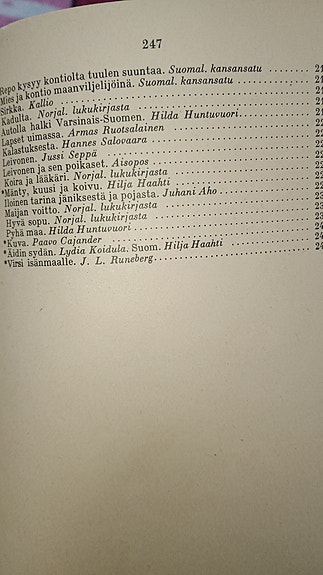 247
Repo kysyy kontiolta tuulen suuntaa. Suomal. kansansatu
Mies ja kontio maanviljelijöinä. Suomal. kansansatu
Sirkka. Kallio
Kadulta. Norjal. lukukirjasta
Autolla halki Varsinais-Suomen. Hilda Huntuvuori
Lapset uimassa. Armas Ruotsalainen
Kalastuksesta. Hannes Salovaara
Leivonen. Jussi Seppä
Leivonen ja sen poikaset. Aisopos
Koira ja lääkäri. Norjal. lukukirjasta
*Mänty, kuusi ja koivu. Hilja Haahti
Iloinen tarina jäniksestä ja pojasta. Juhani Aho
Maijan voitto. Norjal. lukukirjasta
Hyvä sopu. Norjal. lukukirjasta
Pyhä maa. Hilda Huntuvuori
*Kuva. Paavo Cajander
*Äidin sydän. Lydia Koidula. Suom. Hilja Haahti
*Virsi isänmaalle. J. L. Runeberg